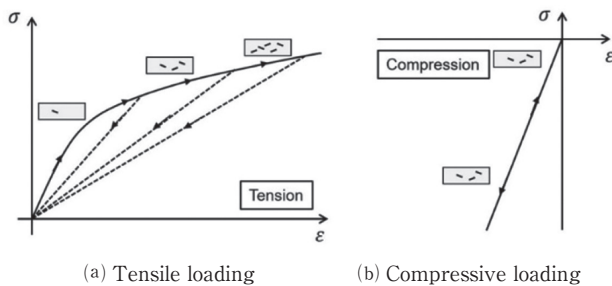 σ
Tension
ε
(a) Tensile loading
σ
ε
Compression
(b) Compressive loading